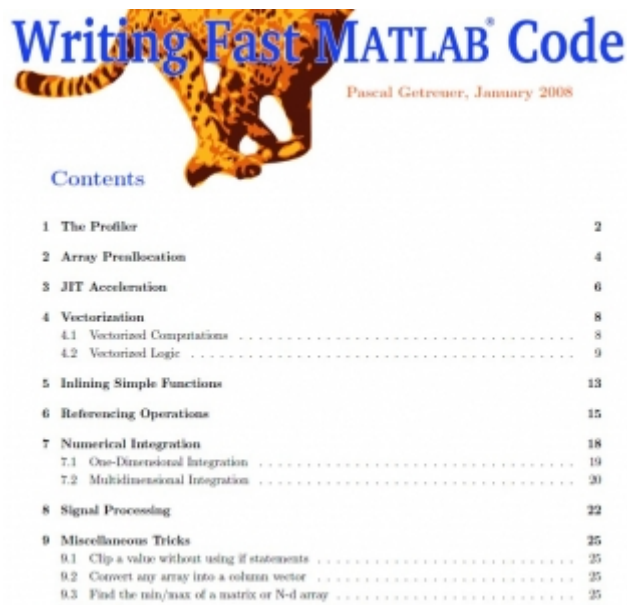 Writing Fast MATLAB® Code
Pascal Getreuer, January 2008
Contents
1 The Profiler 2
2 Array Preallocation 4
3 JIT Acceleration 6
4 Vectorization 8
4.1 Vectorized Computations . . . . . . . . . . . . . . . . . . . . . . . . . . . . . . . 8
4.2 Vectorized Logic . . . . . . . . . . . . . . . . . . . . . . . . . . . . . . . . . . . . 9
5 Inlining Simple Functions 13
6 Referencing Operations 15
7 Numerical Integration 18
7.1 One-Dimensional Integration . . . . . . . . . . . . . . . . . . . . . . . . . . . . . 19
7.2 Multidimensional Integration . . . . . . . . . . . . . . . . . . . . . . . . . . . . . 20
8 Signal Processing 22
9 Miscellaneous Tricks 25
9.1 Clip a value without using if statements . . . . . . . . . . . . . . . . . . . . . . . 25
9.2 Convert any array into a column vector . . . . . . . . . . . . . . . . . . . . . . . 25
9.3 Find the min/max of a matrix or N-d array . . . . . . . . . . . . . . . . . . . . . 25